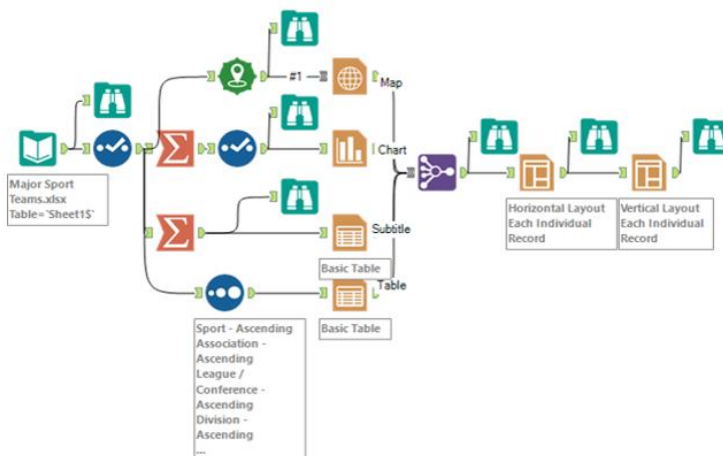 #1
Map
Chart
Major Sport
Teams.xlsx
Table=`Sheet1$`
Subtitle
Horizontal Layout
Each Individual
Record
Vertical Layout
Each Individual
Record
Basic Table
Table
Sport - Ascending
Association -
Ascending
League /
Conference -
Ascending
Division -
Ascending
...
Basic Table